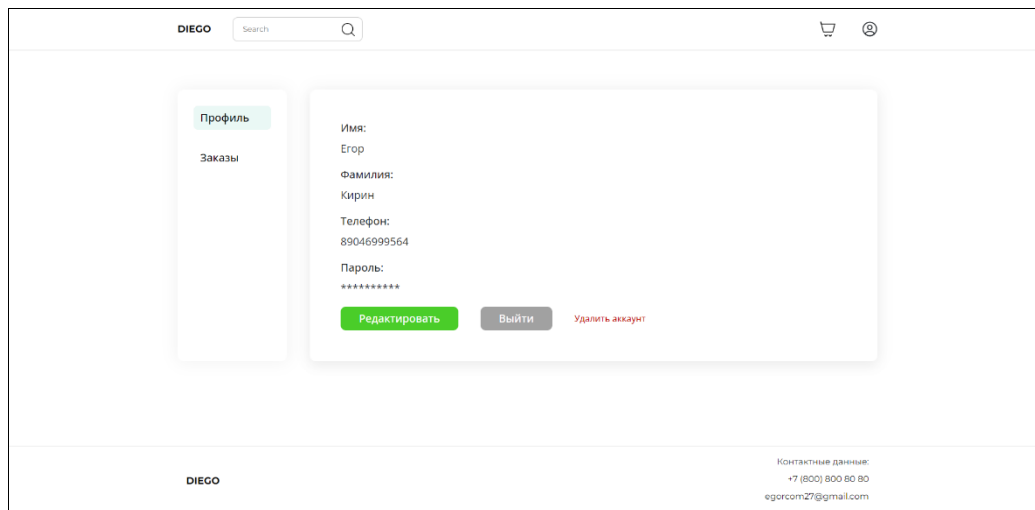 DIEGO
Search
Профиль
Заказы
Имя:
Егор
Фамилия:
Кирин
Телефон:
89046999564
Пароль:
**********
Редактировать
Выйти
Удалить аккаунт
DIEGO
Контактные данные:
+7 (800) 800 80 80
egorcom27@gmail.com